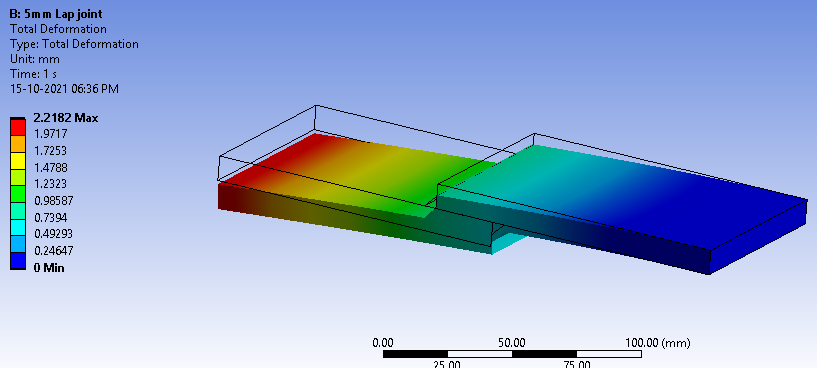 B: 5mm Lap joint
Total Deformation
Type: Total Deformation
Unit: mm
Time: 1 s
15-10-2021 06:36 PM
2.2182 Max
1.9717
1.7253
1.4788
1.2323
0.98587
0.7394
0.49293
0.24647
0 Min
0.00 50.00 100.00 (mm)
25.00 75.00